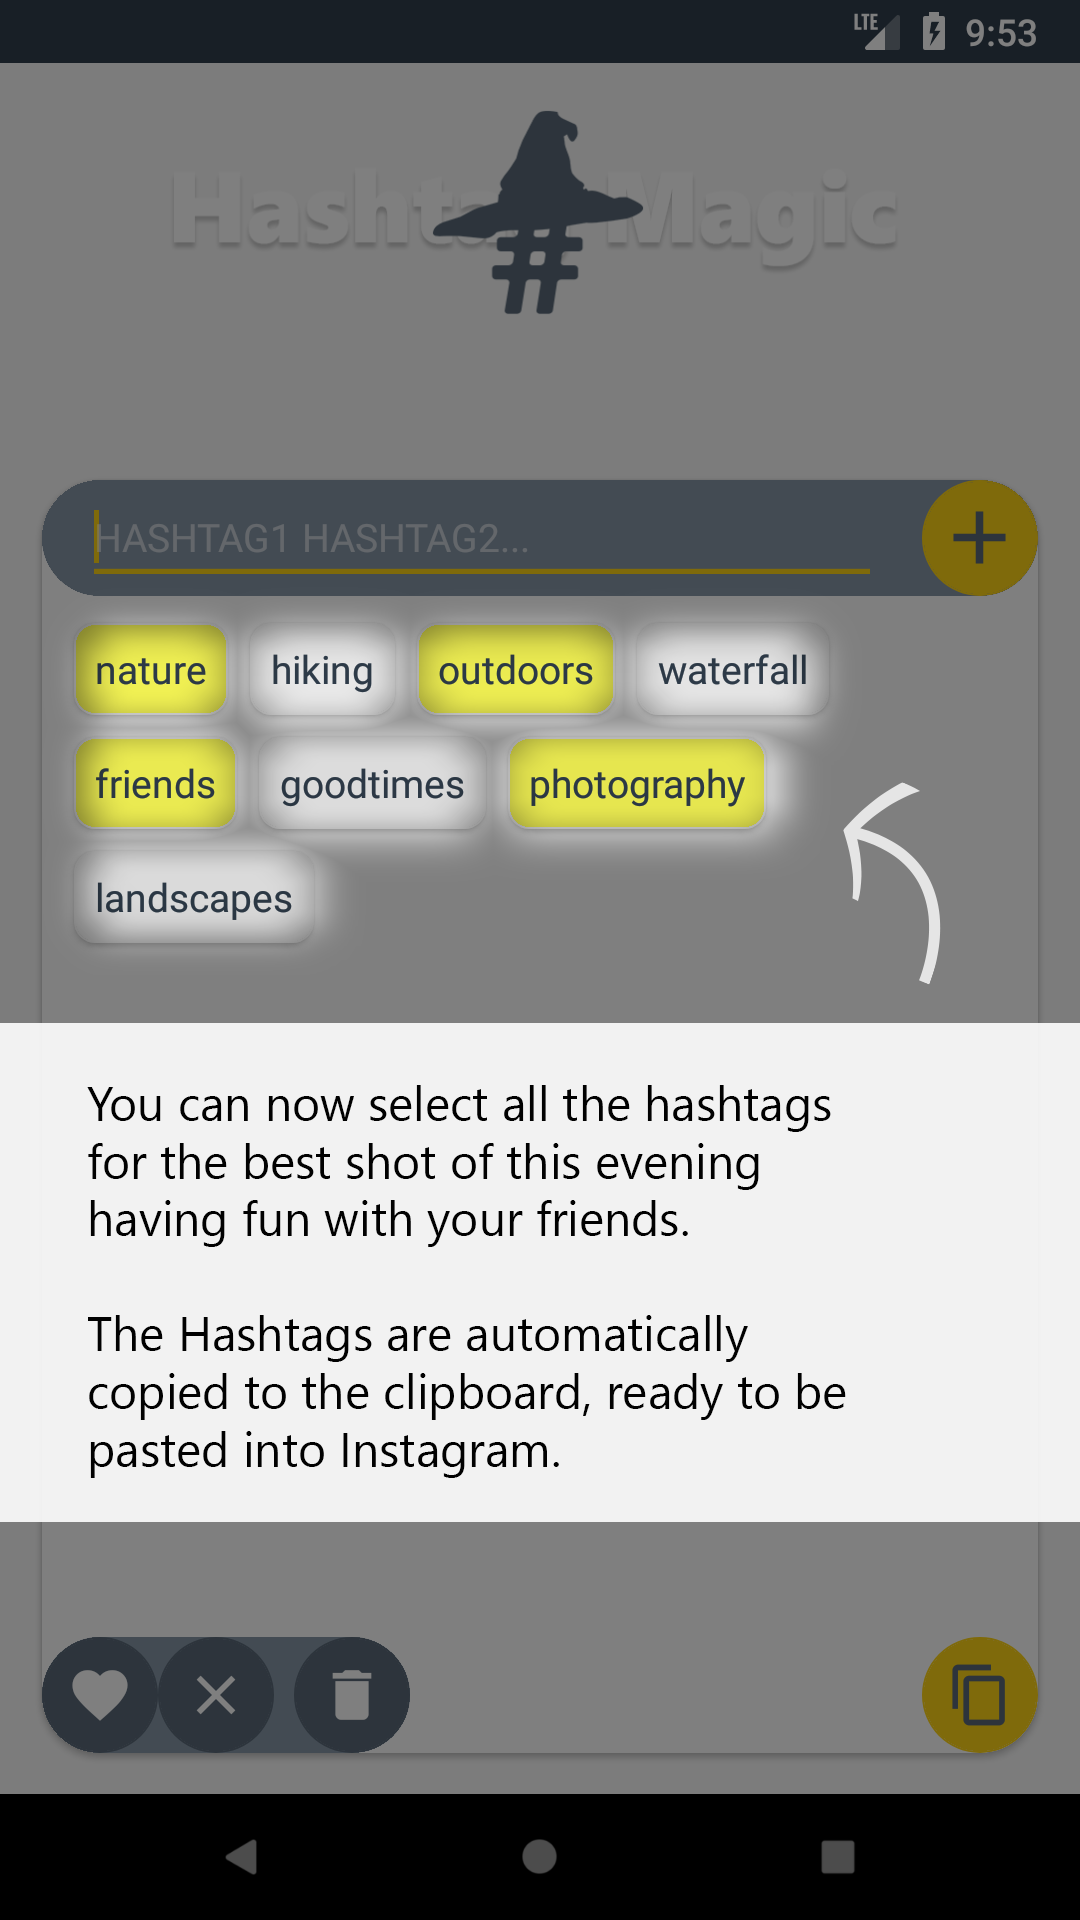 LTE 9:53
Hashtag Magic
#
HASHTAG1 HASHTAG2...
nature hiking outdoors waterfall
friends goodtimes photography
landscapes
You can now select all the hashtags
for the best shot of this evening
having fun with your friends.
The Hashtags are automatically
copied to the clipboard, ready to be
pasted into Instagram.